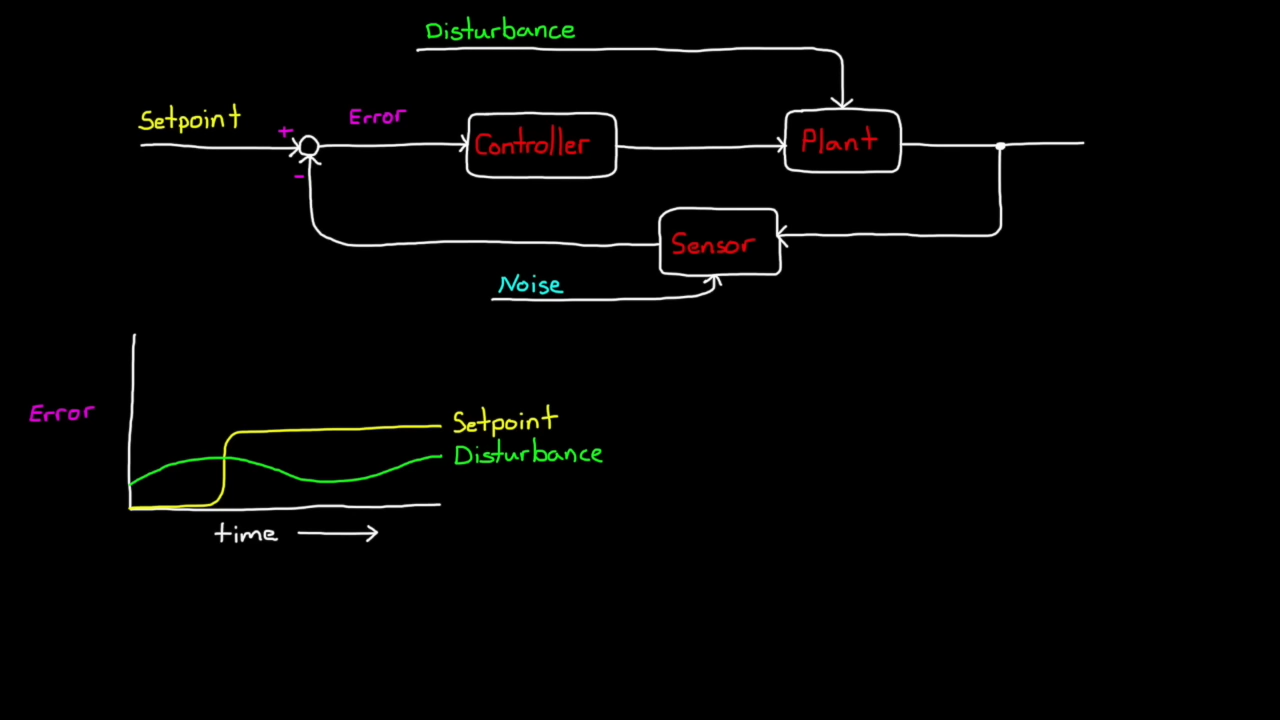 Disturbance
Setpoint
+
Error
Controller
Plant
-
Sensor
Noise
Error
Setpoint
Disturbance
time